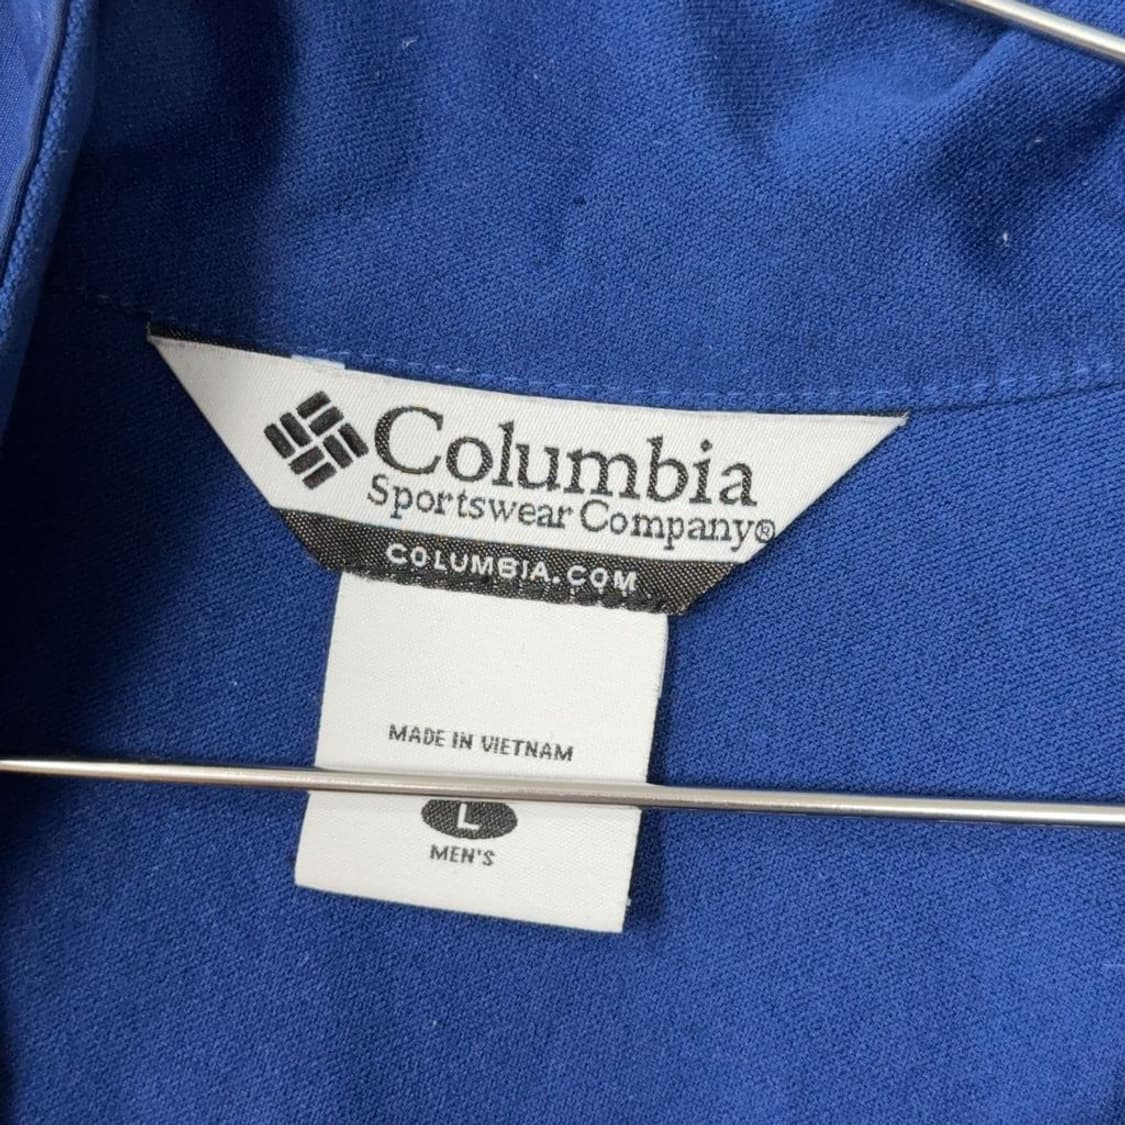 Columbia
Sportswear Company®
COLUMBIA.COM
MADE IN VIETNAM
L
MEN'S